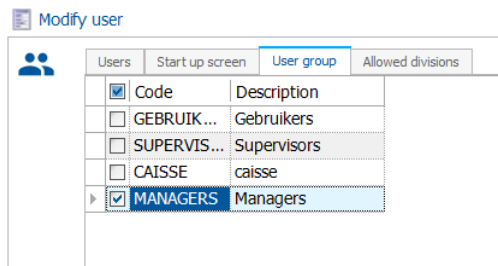 Modify user
Users Start up screen User group Allowed divisions
Code Description
GEBRUIK... Gebruikers
SUPERVIS... Supervisors
CAISSE caisse
MANAGERS Managers